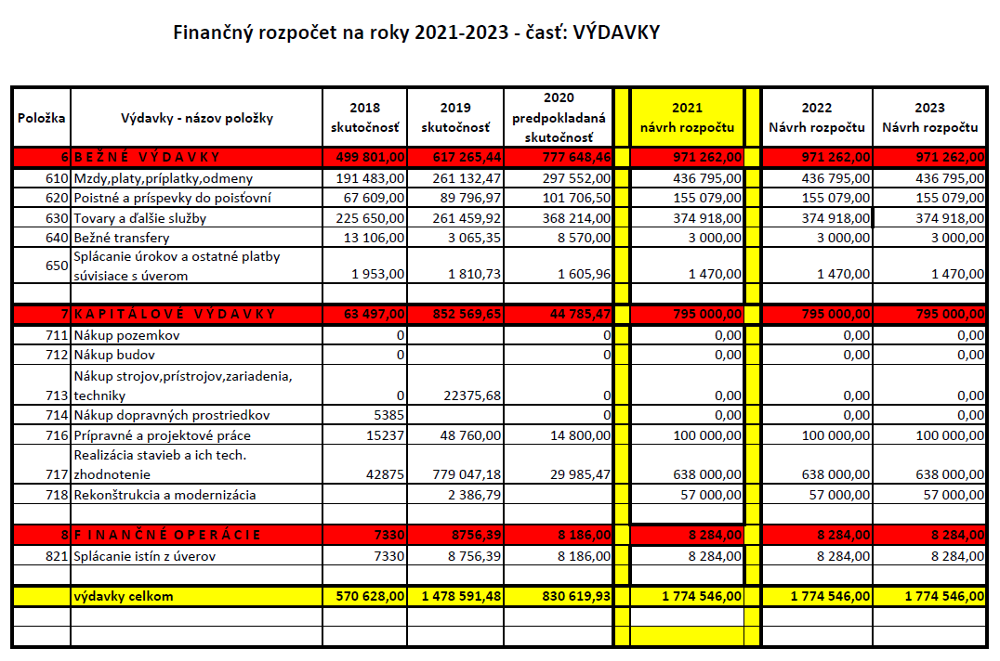 Finančný rozpočet na roky 2021-2023 - časť: VÝDAVKY
Položka Výdavky - názov položky 2018 skutočnosť 2019 skutočnosť 2020 predpokladaná skutočnosť 2021 návrh rozpočtu 2022 Návrh rozpočtu 2023 Návrh rozpočtu
6 B E Ž N É V Ý D A V K Y 499 801,00 617 265,44 777 648,46 971 262,00 971 262,00 971 262,00
610 Mzdy,platy,príplatky,odmeny 191 483,00 261 132,47 297 552,00 436 795,00 436 795,00 436 795,00
620 Poistné a príspevky do poisťovní 67 609,00 89 796,97 101 706,50 155 079,00 155 079,00 155 079,00
630 Tovary a ďalšie služby 225 650,00 261 459,92 368 214,00 374 918,00 374 918,00 374 918,00
640 Bežné transfery 13 106,00 3 065,35 8 570,00 3 000,00 3 000,00 3 000,00
650 Splácanie úrokov a ostatné platby
súvisiace s úverom 1 953,00 1 810,73 1 605,96 1 470,00 1 470,00 1 470,00
7 K A P I T Á L O V É V Ý D A V K Y 63 497,00 852 569,65 44 785,47 795 000,00 795 000,00 795 000,00
711 Nákup pozemkov 0 0 0 0,00 0,00 0,00
712 Nákup budov 0 0 0,00 0,00 0,00
Nákup strojov,prístrojov,zariadenia,
713 techniky 0 22375,68 0 0,00 0,00 0,00
714 Nákup dopravných prostriedkov 5385 0 0,00 0,00 0,00
716 Prípravné a projektové práce 15237 48 760,00 14 800,00 100 000,00 100 000,00 100 000,00
Realizácia stavieb a ich tech.
717 zhodnotenie 42875 779 047,18 29 985,47 638 000,00 638 000,00 638 000,00
718 Rekonštrukcia a modernizácia 2 386,79 57 000,00 57 000,00 57 000,00
8 F I N A N Č N É O P E R Á C I E 7330 8756,39 8 186,00 8 284,00 8 284,00 8 284,00
821 Splácanie istín z úverov 7330 8 756,39 8 186,00 8 284,00 8 284,00 8 284,00
výdavky celkom 570 628,00 1 478 591,48 830 619,93 1 774 546,00 1 774 546,00 1 774 546,00